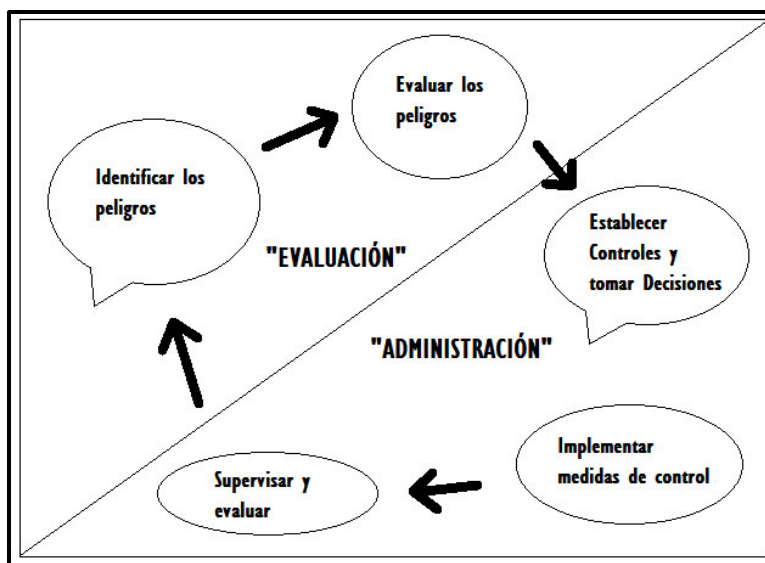 Evaluar los
peligros
Identificar los
peligros
Establecer
Controles y
tomar Decisiones
"EVALUACIÓN"
"ADMINISTRACIÓN"
Implementar
medidas de control
Supervisar y
evaluar